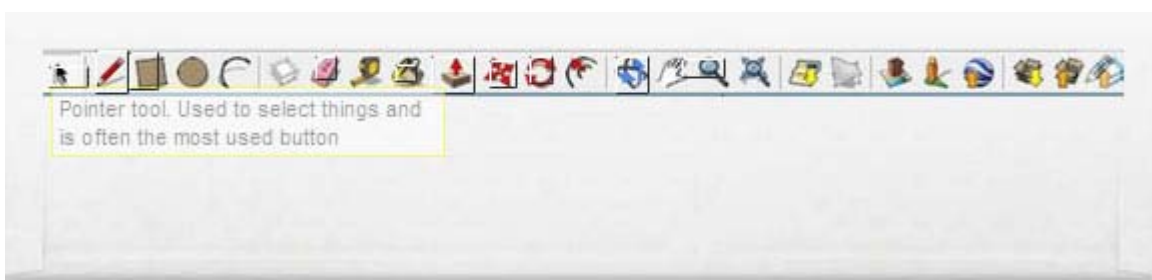 Pointer tool. Used to select things and
is often the most used button